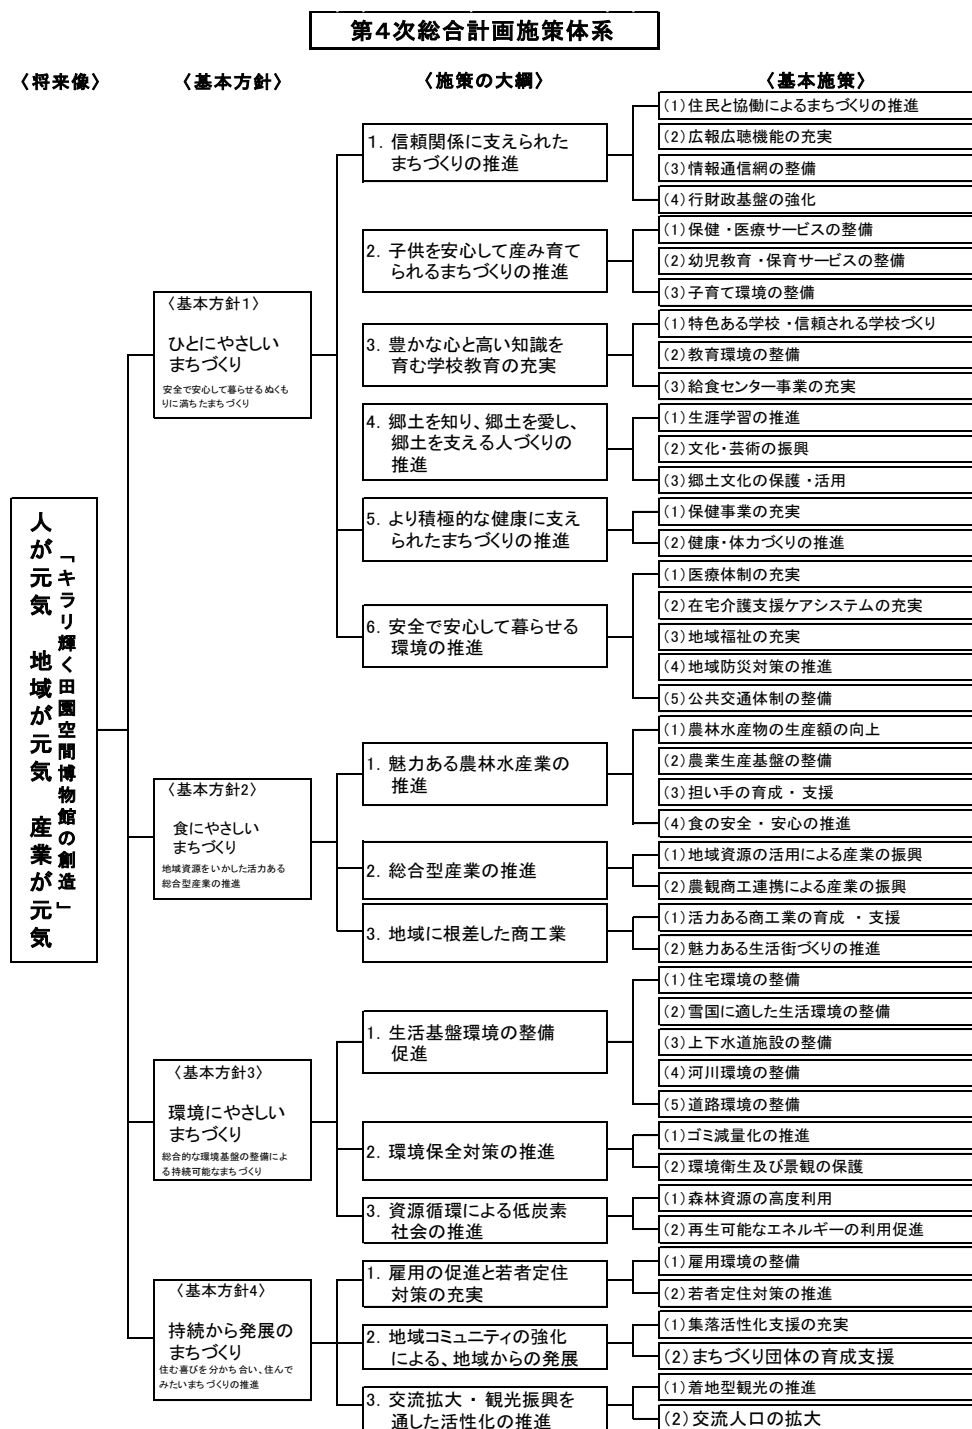 第4次総合計画施策体系
〈将来像〉
〈基本方針〉
〈施策の大綱〉
〈基本施策〉
人が元気　地域が元気　産業が元気
「キラリ輝く田園空間博物館の創造」
〈基本方針1〉
ひとにやさしい
まちづくり
安全で安心して暮らせるぬくも
りに満ちたまちづくり
1. 信頼関係に支えられた
まちづくりの推進
(1)住民と協働によるまちづくりの推進
(2)広報広聴機能の充実
(3)情報通信網の整備
(4)行財政基盤の強化
2. 子供を安心して産み育て
られるまちづくりの推進
(1)保健・医療サービスの整備
(2)幼児教育・保育サービスの整備
(3)子育て環境の整備
3. 豊かな心と高い知識を
育む学校教育の充実
(1)特色ある学校・信頼される学校づくり
(2)教育環境の整備
(3)給食センター事業の充実
4. 郷土を知り、郷土を愛し、
郷土を支える人づくりの
推進
(1)生涯学習の推進
(2)文化・芸術の振興
(3)郷土文化の保護・活用
5. より積極的な健康に支え
られたまちづくりの推進
(1)保健事業の充実
(2)健康・体力づくりの推進
6. 安全で安心して暮らせる
環境の推進
(1)医療体制の充実
(2)在宅介護支援ケアシステムの充実
(3)地域福祉の充実
(4)地域防災対策の推進
(5)公共交通体制の整備
〈基本方針2〉
食にやさしい
まちづくり
地域資源をいかした活力ある
総合型産業の推進
1. 魅力ある農林水産業の
推進
(1)農林水産物の生産額の向上
(2)農業生産基盤の整備
(3)担い手の育成・支援
(4)食の安全・安心の推進
2. 総合型産業の推進
(1)地域資源の活用による産業の振興
(2)農観商工連携による産業の振興
3. 地域に根差した商工業
(1)活力ある商工業の育成・支援
(2)魅力ある生活街づくりの推進
〈基本方針3〉
環境にやさしい
まちづくり
総合的な環境基盤の整備によ
る持続可能なまちづくり
1. 生活基盤環境の整備
促進
(1)住宅環境の整備
(2)雪国に適した生活環境の整備
(3)上下水道施設の整備
(4)河川環境の整備
(5)道路環境の整備
2. 環境保全対策の推進
(1)ゴミ減量化の推進
(2)環境衛生及び景観の保護
3. 資源循環による低炭素
社会の推進
(1)森林資源の高度利用
(2)再生可能なエネルギーの利用促進
〈基本方針4〉
持続から発展の
まちづくり
住む喜びを分かち合い、住んで
みたいまちづくりの推進
1. 雇用の促進と若者定住
対策の充実
(1)雇用環境の整備
(2)若者定住対策の推進
2. 地域コミュニティの強化
による、地域からの発展
(1)集落活性化支援の充実
(2)まちづくり団体の育成支援
3. 交流拡大・観光振興を
通した活性化の推進
(1)着地型観光の推進
(2)交流人口の拡大